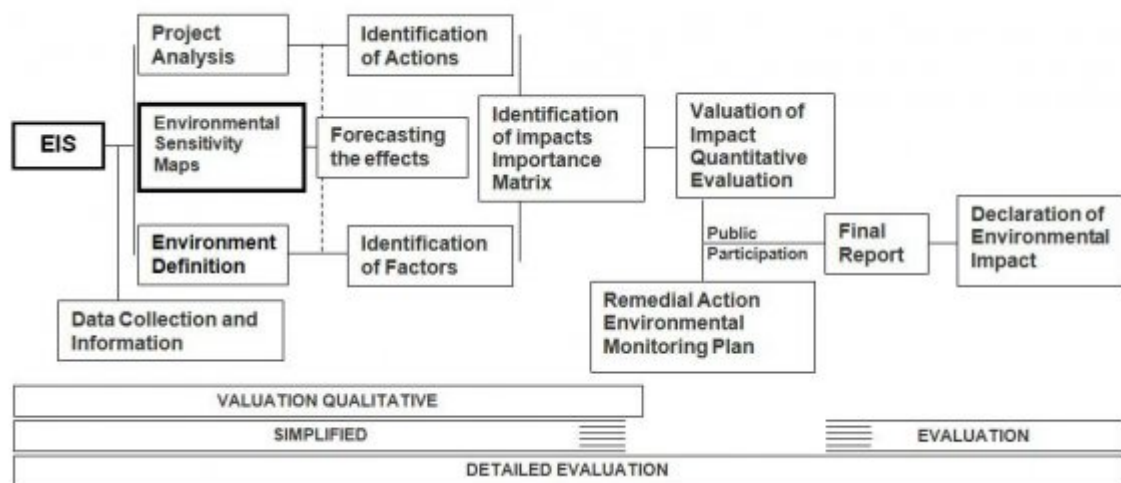 Project
Analysis
Identification
of Actions
EIS
Environmental
Sensitivity
Maps
Forecasting
the effects
Identification
of impacts
Importance
Matrix
Valuation of
Impact
Quantitative
Evaluation
Environment
Definition
Identification
of Factors
Public
Participation
Final
Report
Declaration of
Environmental
Impact
Data Collection and
Information
Remedial Action
Environmental
Monitoring Plan
VALUATION QUALITATIVE
SIMPLIFIED
EVALUATION
DETAILED EVALUATION